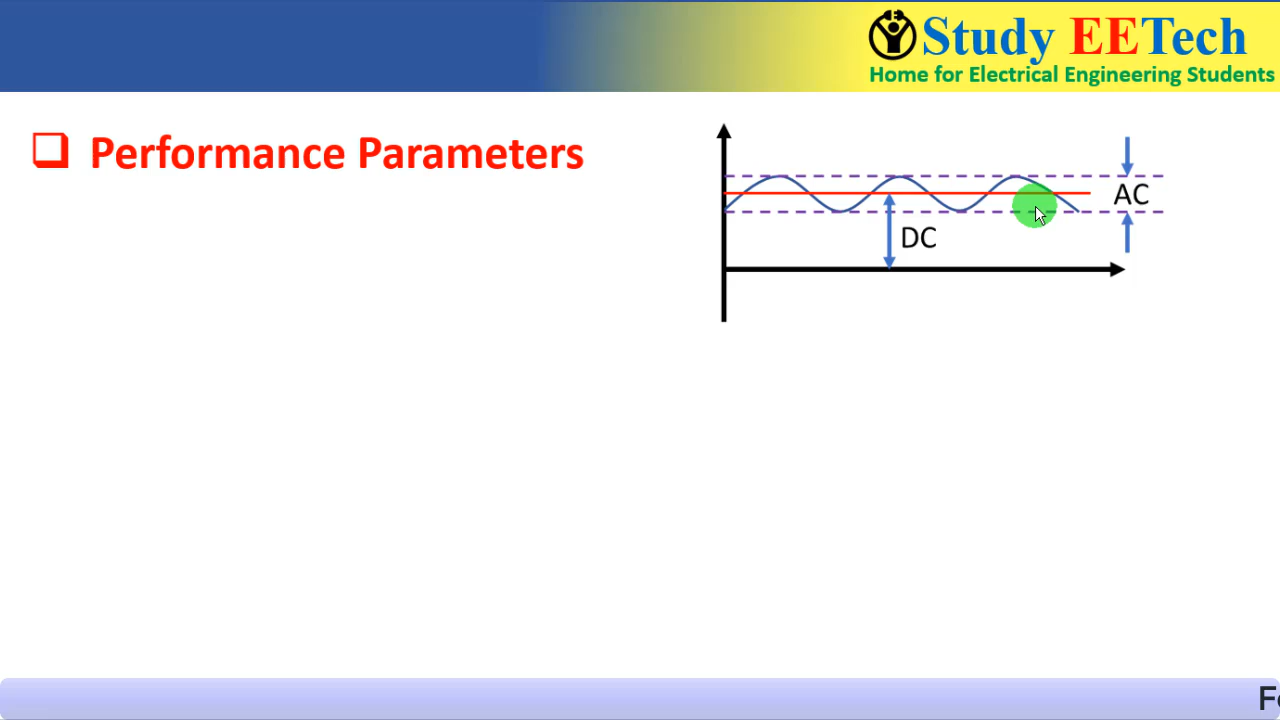 Study EETech
Home for Electrical Engineering Students
Performance Parameters
AC
DC